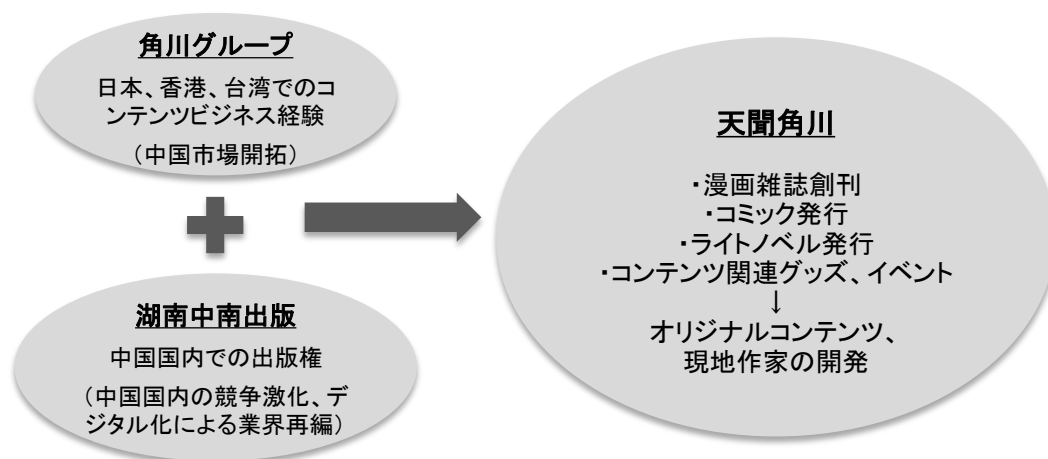 角川グループ
日本、香港、台湾でのコ
ンテンツビジネス経験
（中国市場開拓）
湖南中南出版
中国国内での出版権
（中国国内の競争激化、デ
ジタル化による業界再編）
天聞角川
・漫画雑誌創刊
・コミック発行
・ライトノベル発行
・コンテンツ関連グッズ、イベント
↓
オリジナルコンテンツ、
現地作家の開発